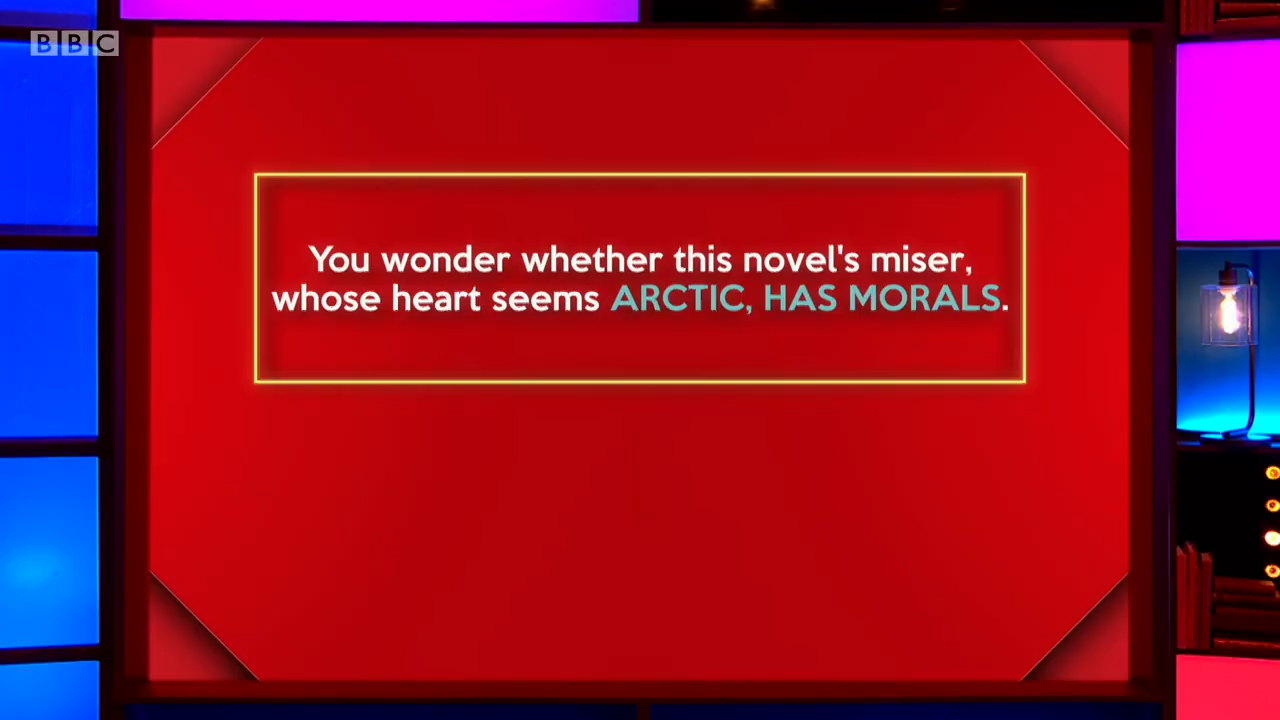 BBC
You wonder whether this novel's miser,
whose heart seems ARCTIC, HAS MORALS.